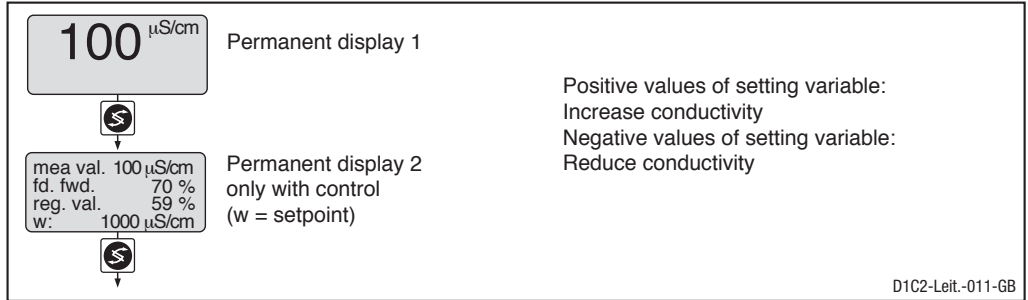 100 µS/cm
Permanent display 1
Positive values of setting variable:
Increase conductivity
Negative values of setting variable:
Reduce conductivity
mea val. 100 µS/cm
fd. fwd. 70 %
reg. val. 59 %
w: 1000 µS/cm
Permanent display 2
only with control
(w = setpoint)
D1C2-Leit.-011-GB